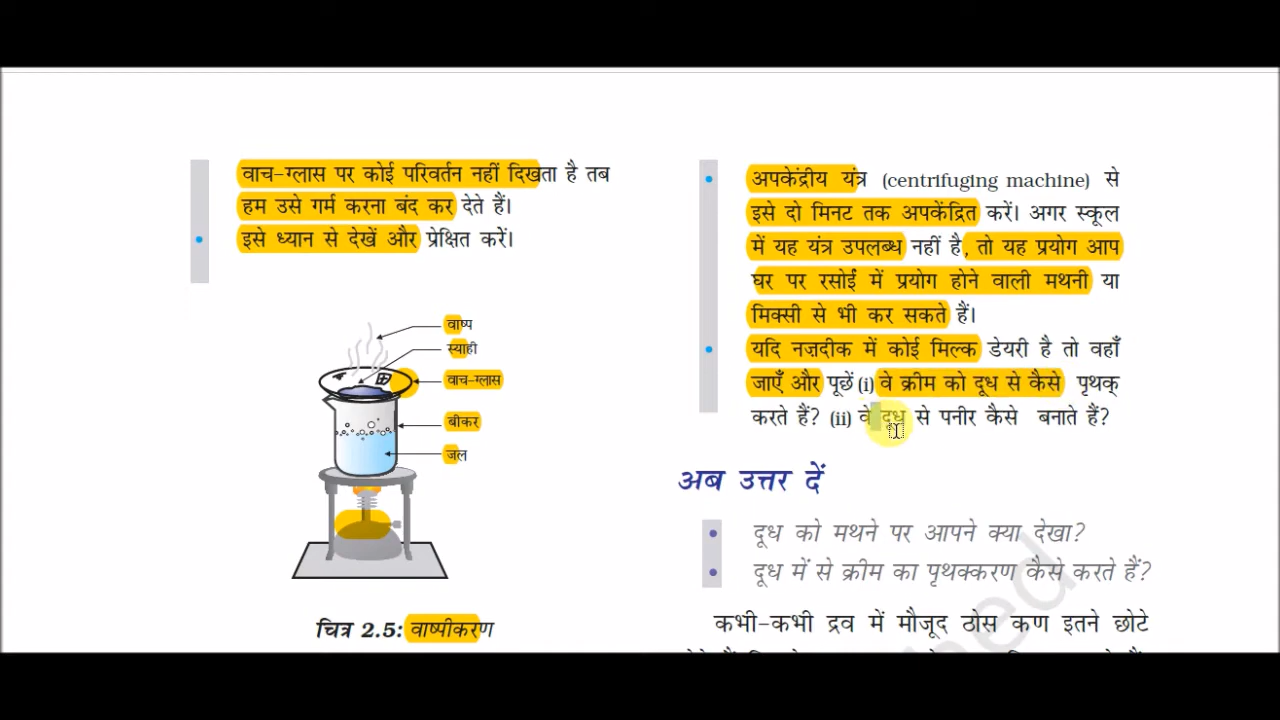 वाच-ग्लास पर कोई परिवर्तन नहीं दिखता है तब
हम उसे गर्म करना बंद कर देते हैं।
इसे ध्यान से देखें और प्रेक्षित करें।
वाष्प
स्याही
वाच-ग्लास
बीकर
जल
चित्र 2.5: वाष्पीकरण
अपकेंद्रीय यंत्र (centrifuging machine) से
इसे दो मिनट तक अपकेंद्रित करें। अगर स्कूल
में यह यंत्र उपलब्ध नहीं है, तो यह प्रयोग आप
घर पर रसोईं में प्रयोग होने वाली मथनी या
मिक्सी से भी कर सकते हैं।
यदि नज़दीक में कोई मिल्क डेयरी है तो वहाँ
जाएँ और पूछें (i) वे क्रीम को दूध से कैसे पृथक्
करते हैं? (ii) वे दूध से पनीर कैसे बनाते हैं?
अब उत्तर दें
दूध को मथने पर आपने क्या देखा?
दूध में से क्रीम का पृथक्करण कैसे करते हैं?
कभी-कभी द्रव में मौजूद ठोस कण इतने छोटे